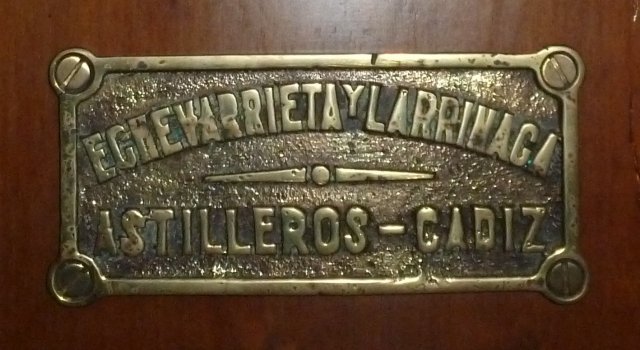 ECHEVARRIETA Y LARRINAGA
ASTILLEROS - CADIZ